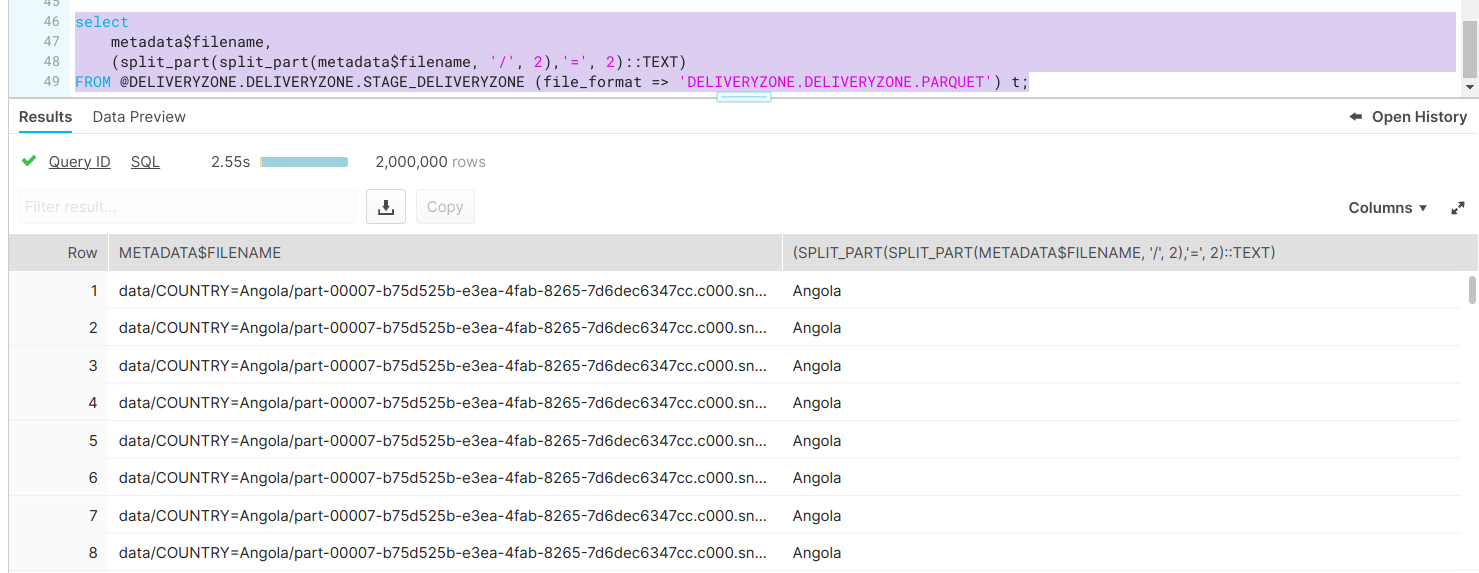 45
46 select
47 metadata$filename,
48 (split_part(split_part(metadata$filename, '/', 2),'=', 2)::TEXT)
49 FROM @DELIVERYZONE.DELIVERYZONE.STAGE_DELIVERYZONE (file_format => 'DELIVERYZONE.DELIVERYZONE.PARQUET') t;
Results Data Preview Open History
Query ID SQL 2.55s 2,000,000 rows
Filter result... Copy Columns
Row METADATA$FILENAME (SPLIT_PART(SPLIT_PART(METADATA$FILENAME, '/', 2),'=', 2)::TEXT)
1 data/COUNTRY=Angola/part-00007-b75d525b-e3ea-4fab-8265-7d6dec6347cc.c000.sn... Angola
2 data/COUNTRY=Angola/part-00007-b75d525b-e3ea-4fab-8265-7d6dec6347cc.c000.sn... Angola
3 data/COUNTRY=Angola/part-00007-b75d525b-e3ea-4fab-8265-7d6dec6347cc.c000.sn... Angola
4 data/COUNTRY=Angola/part-00007-b75d525b-e3ea-4fab-8265-7d6dec6347cc.c000.sn... Angola
5 data/COUNTRY=Angola/part-00007-b75d525b-e3ea-4fab-8265-7d6dec6347cc.c000.sn... Angola
6 data/COUNTRY=Angola/part-00007-b75d525b-e3ea-4fab-8265-7d6dec6347cc.c000.sn... Angola
7 data/COUNTRY=Angola/part-00007-b75d525b-e3ea-4fab-8265-7d6dec6347cc.c000.sn... Angola
8 data/COUNTRY=Angola/part-00007-b75d525b-e3ea-4fab-8265-7d6dec6347cc.c000.sn... Angola